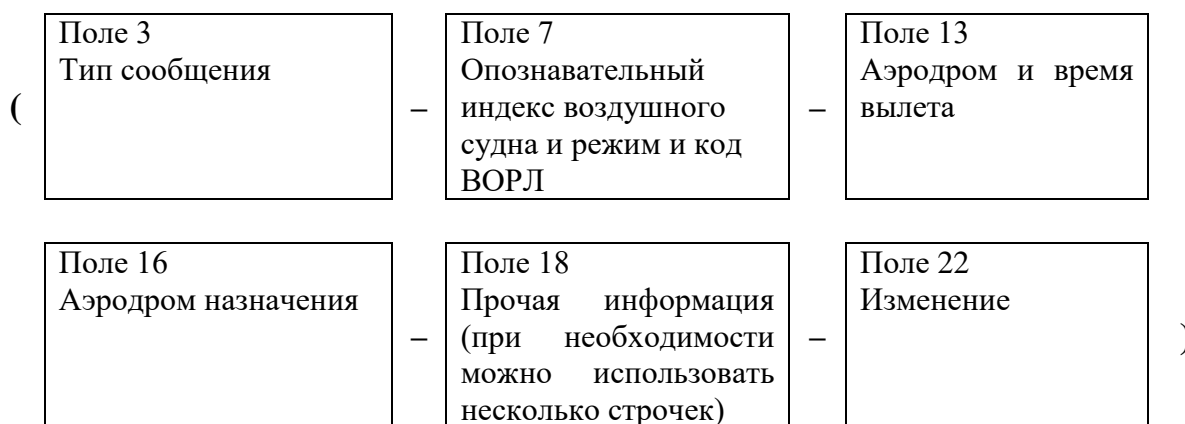 Поле 3
Тип сообщения
(
–
Поле 7
Опознавательный
индекс воздушного
судна и режим и код
ВОРЛ
–
Поле 13
Аэродром и время
вылета
Поле 16
Аэродром назначения
–
Поле 18
Прочая информация
(при необходимости
можно использовать
несколько строчек)
–
Поле 22
Изменение
)